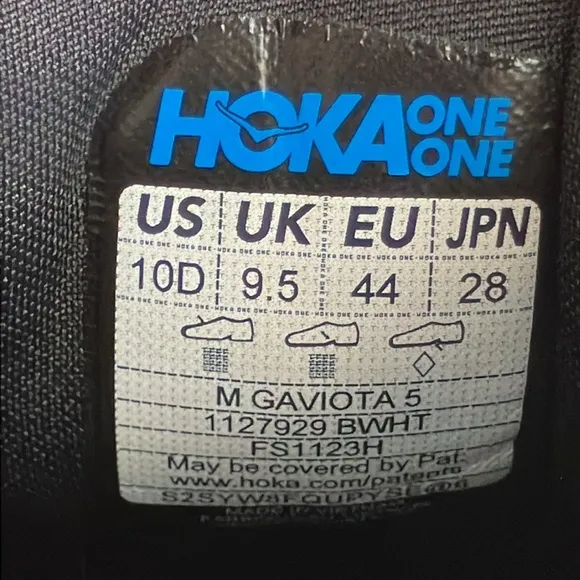 HOKA ONE ONE
US UK EU JPN
10D 9.5 44 28
M GAVIOTA 5
1127929 BWHT
FS1123H
May be covered by Pat.
www.hoka.com/patents